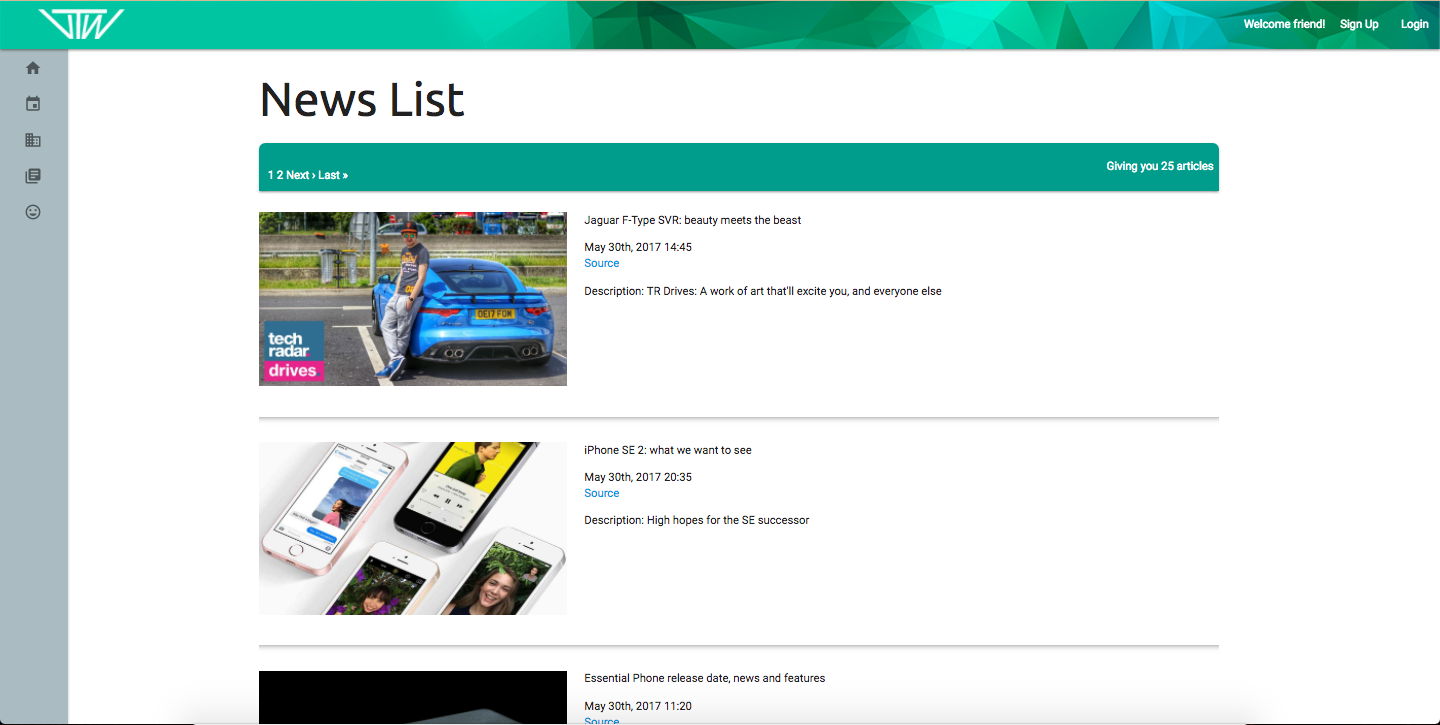 VTW
Welcome friend! Sign Up Login
News List
1 2 Next › Last »
Giving you 25 articles
Jaguar F-Type SVR: beauty meets the beast
May 30th, 2017 14:45
Source
Description: TR Drives: A work of art that'll excite you, and everyone else
OE17 FOM
tech
radar.
drives.
iPhone SE 2: what we want to see
May 30th, 2017 20:35
Source
Description: High hopes for the SE successor
Essential Phone release date, news and features
May 30th, 2017 11:20
Source